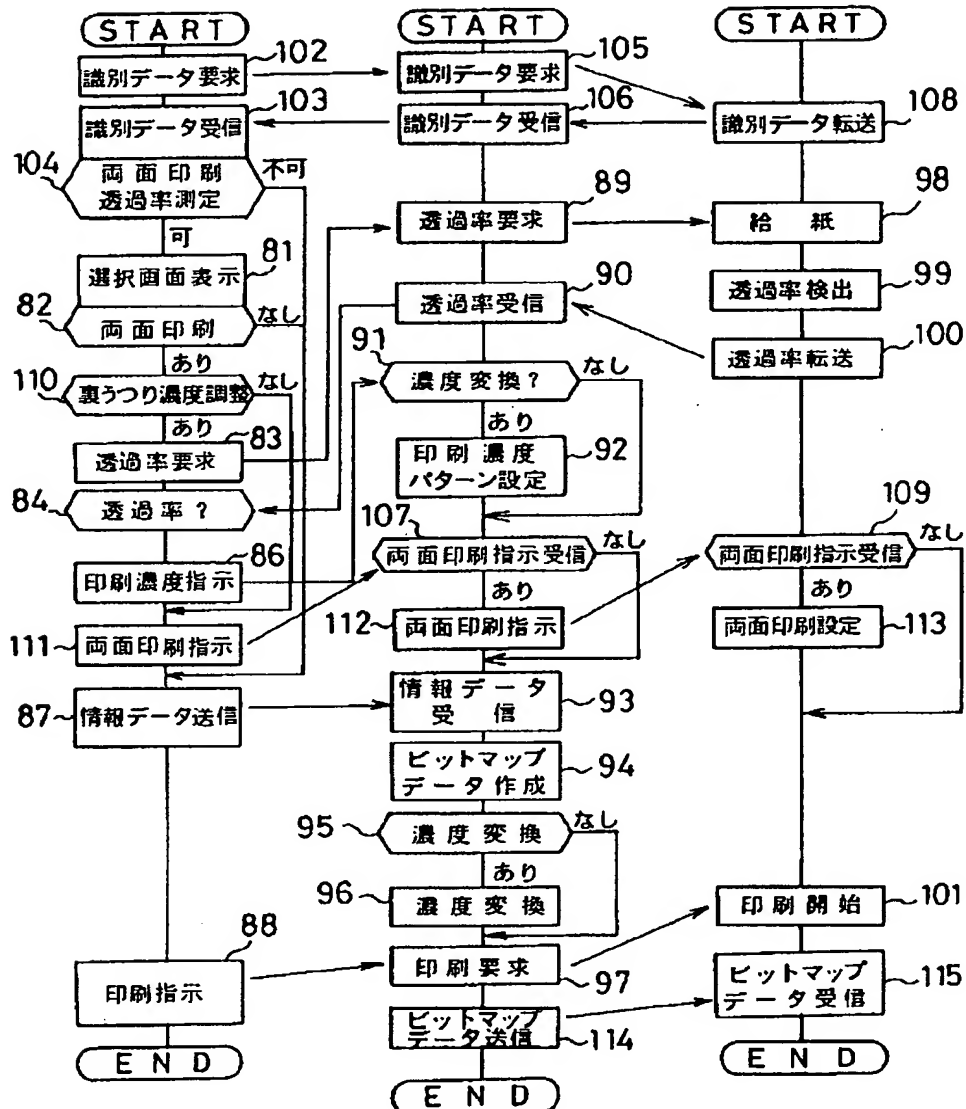 START
102
識別データ要求
103
識別データ受信
104
両面印刷
透過率測定
不可
可
81
選択画面表示
82
両面印刷
なし
あり
110
裏うつり濃度調整
なし
あり
83
透過率要求
84
透過率？
86
印刷濃度指示
111
両面印刷指示
87
情報データ送信
88
印刷指示
END
START
105
識別データ要求
106
識別データ受信
89
透過率要求
90
透過率受信
91
濃度変換？
なし
あり
印刷濃度
パターン設定
92
107
両面印刷指示受信
なし
あり
112
両面印刷指示
情報データ
受信
93
ビットマップ
データ作成
94
95
濃度変換
なし
あり
96
濃度変換
印刷要求
97
ビットマップ
データ送信
114
END
START
108
識別データ転送
98
給紙
透過率検出
99
透過率転送
100
109
両面印刷指示受信
なし
あり
両面印刷設定
113
印刷開始
101
ビットマップ
データ受信
115
END